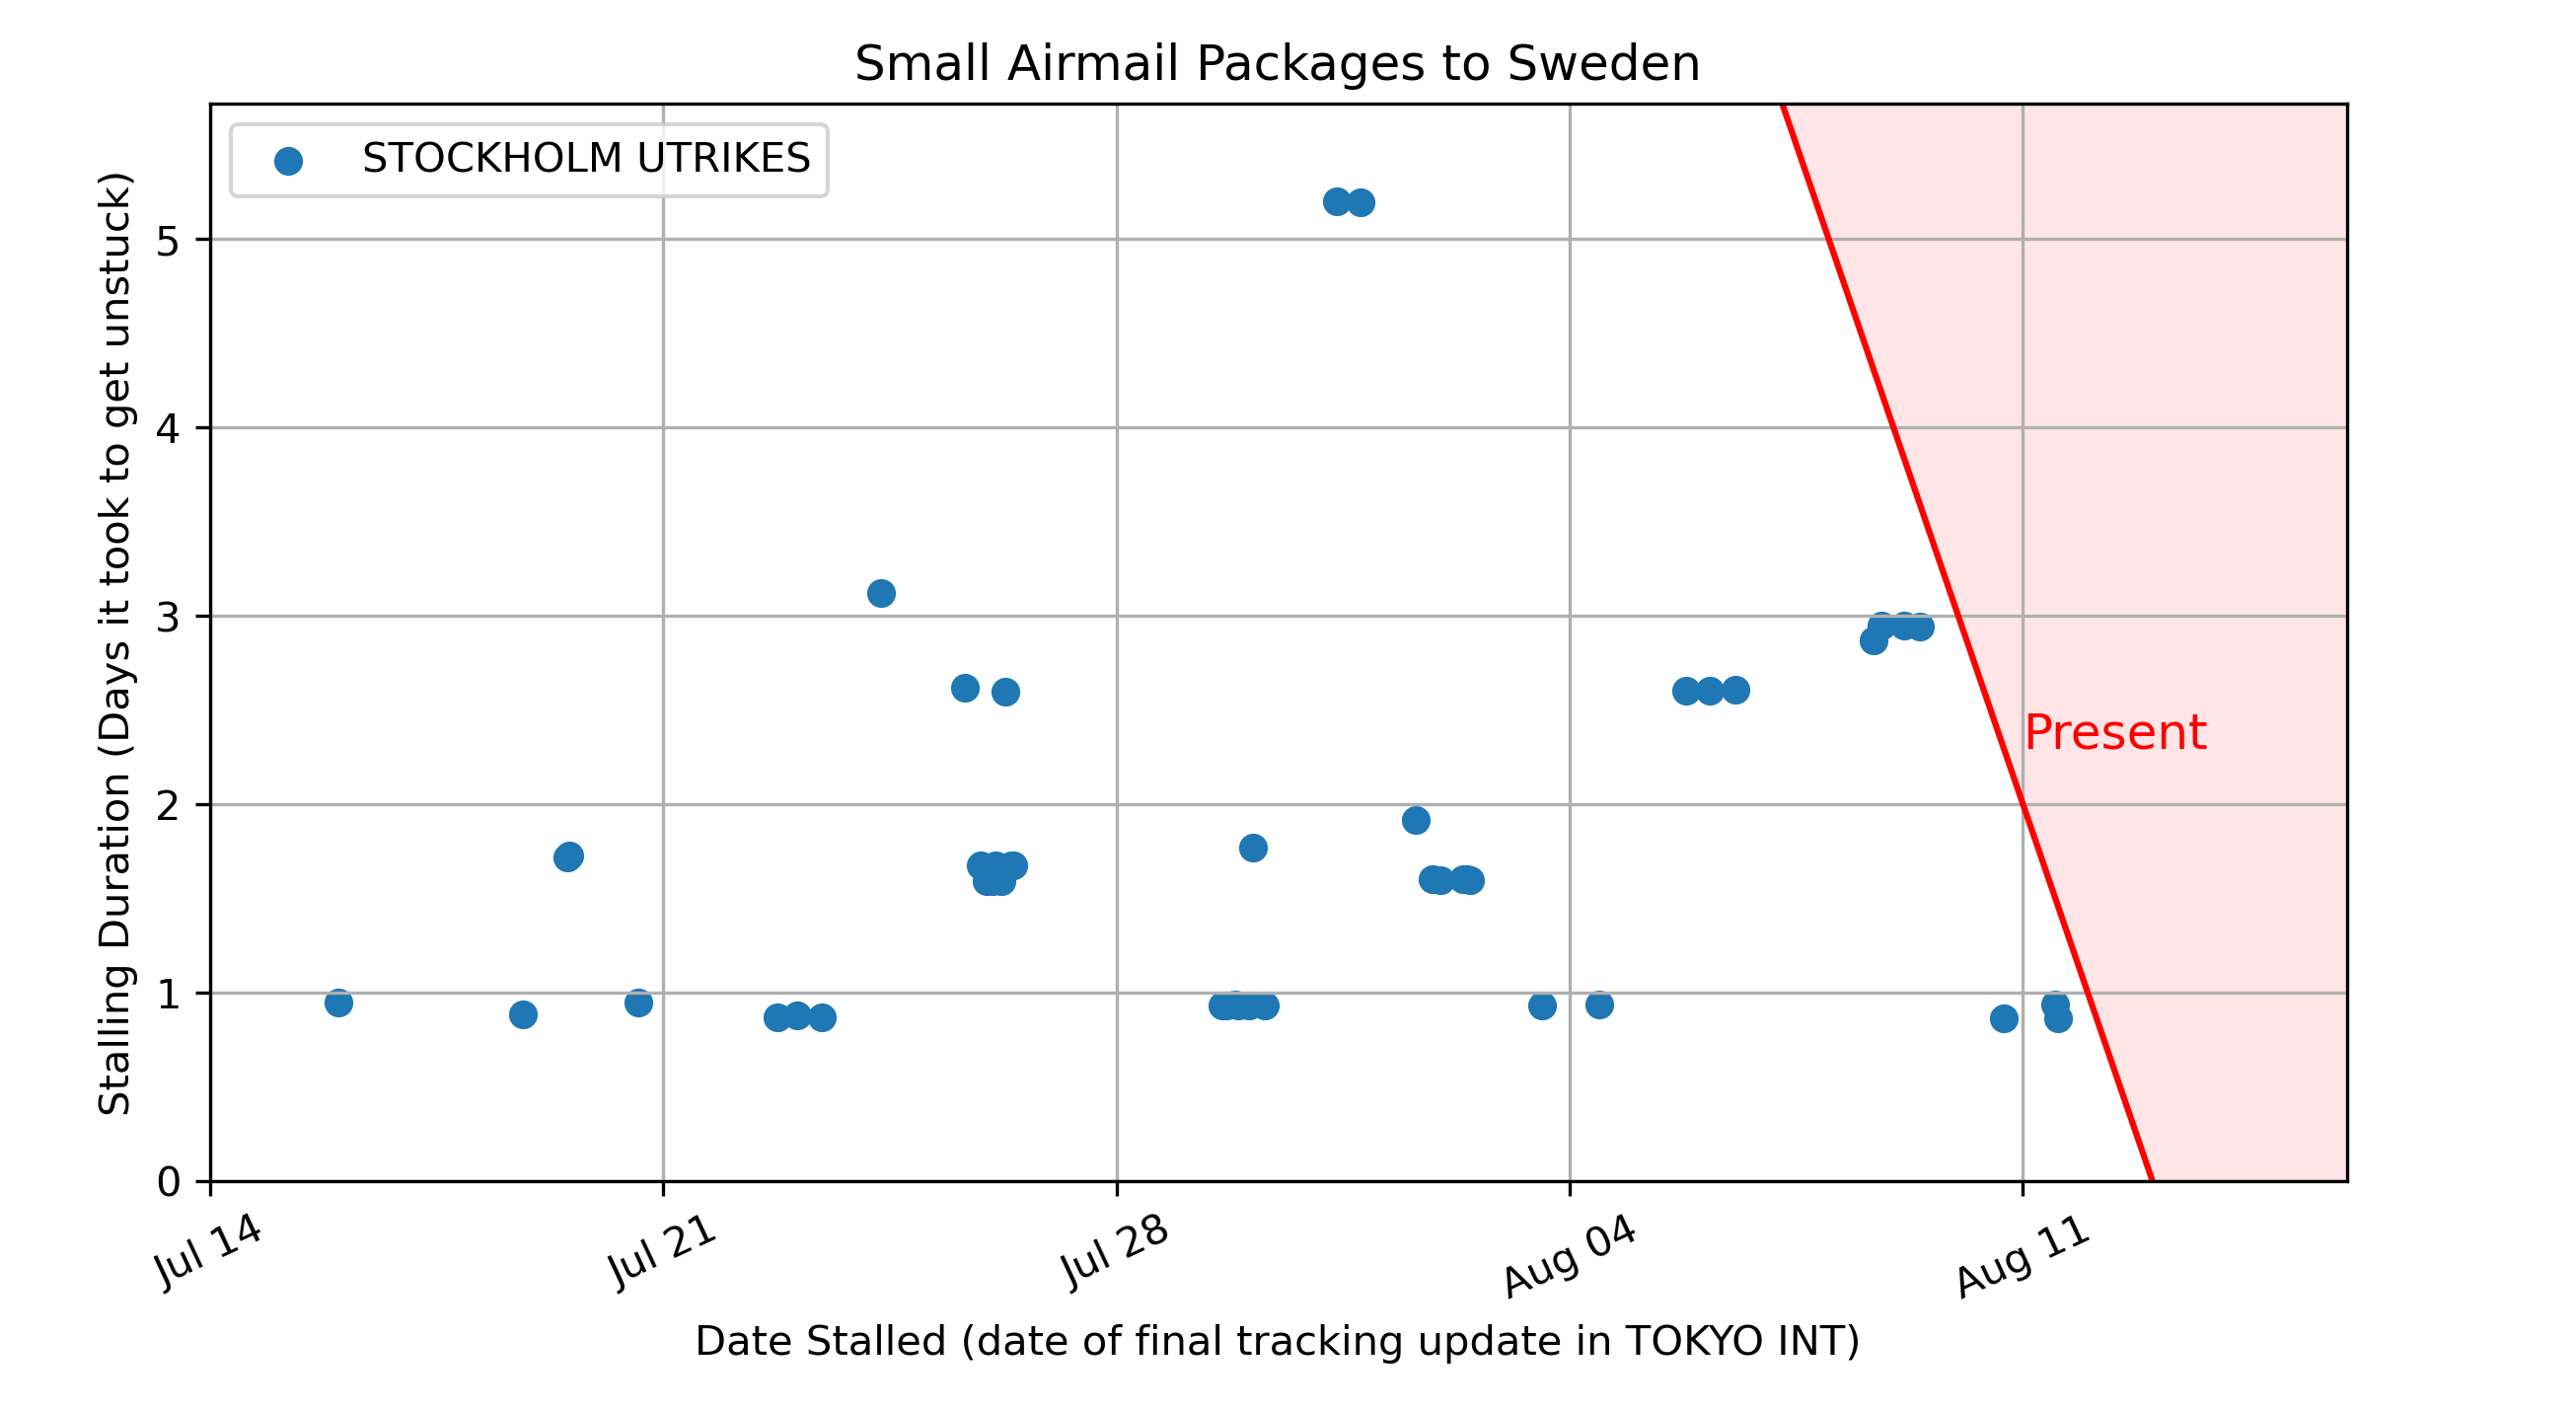 Small Airmail Packages to Sweden
STOCKHOLM UTRIKES
Stalling Duration (Days it took to get unstuck)
5
4
3
2
1
0
Present
Jul 14
Jul 21
Jul 28
Aug 04
Aug 11
Date Stalled (date of final tracking update in TOKYO INT)